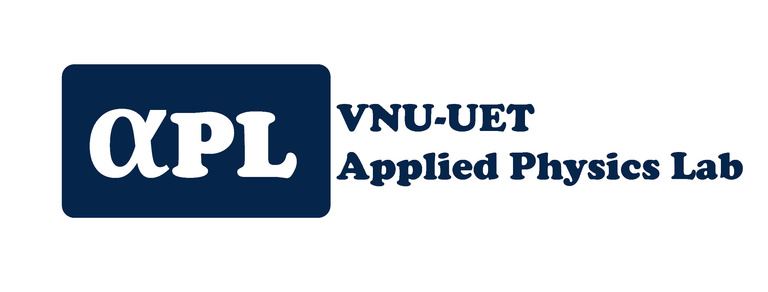 αPL
VNU-UET
Applied Physics Lab